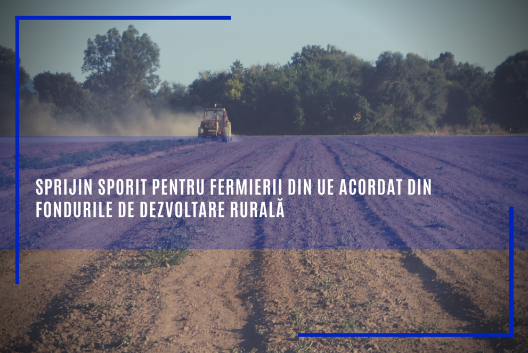 SPRIJIN SPORIT PENTRU FERMIERII DIN UE ACORDAT DIN
FONDURILE DE DEZVOLTARE RURALĂ